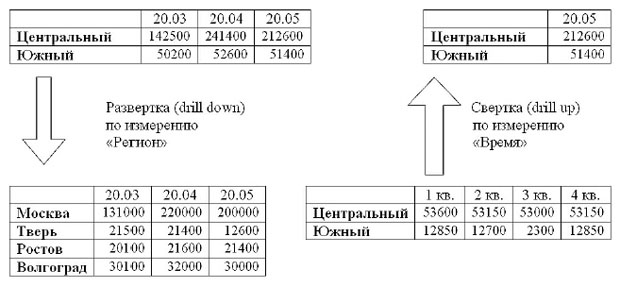 20.03 20.04 20.05
Центральный 142500 241400 212600
Южный 50200 52600 51400
20.05
Центральный 212600
Южный 51400
Развертка (drill down)
по измерению
«Регион»
Свертка (drill up)
по измерению
«Время»
20.03 20.04 20.05
Москва 131000 220000 200000
Тверь 21500 21400 12600
Ростов 20100 21600 21400
Волгоград 30100 32000 30000
1 кв. 2 кв. 3 кв. 4 кв.
Центральный 53600 53150 53000 53150
Южный 12850 12700 2300 12850